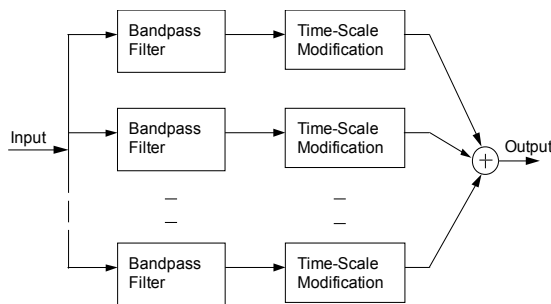 Bandpass
Filter
Time-Scale
Modification
Input
Bandpass
Filter
Time-Scale
Modification
Output
Bandpass
Filter
Time-Scale
Modification